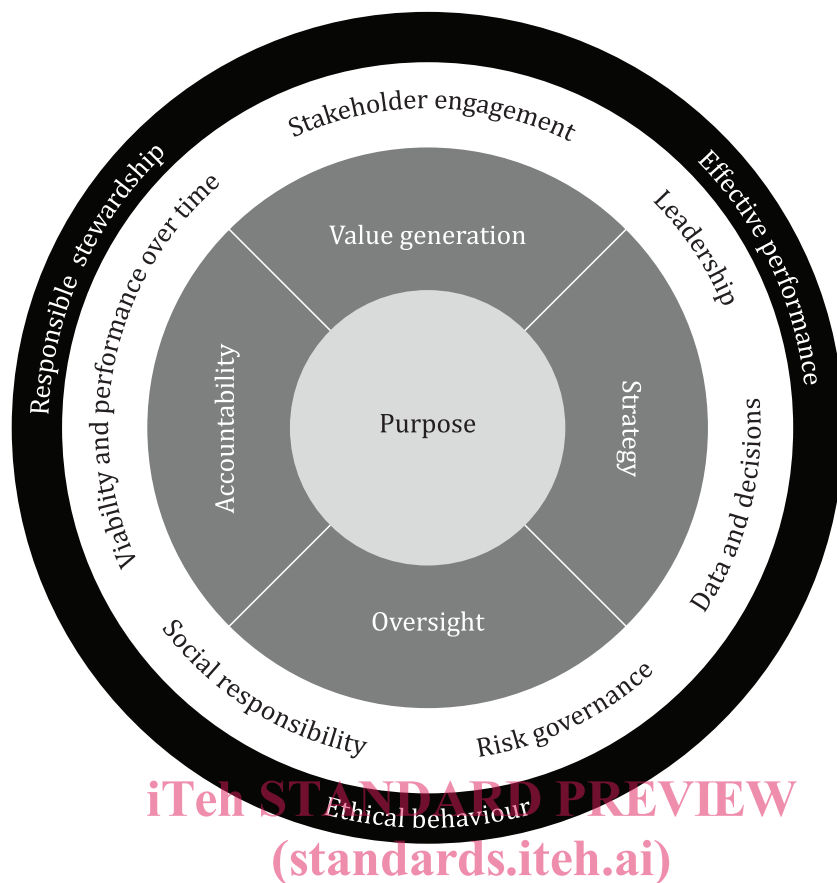 Stakeholder engagement
Responsible stewardship
Effective performance
Viability and performance over time
Leadership
Value generation
Accountability
Purpose
Strategy
Data and decisions
Oversight
Social responsibility
Risk governance
Ethical behaviour
iTeh STANDARD PREVIEW
(standards.iteh.ai)